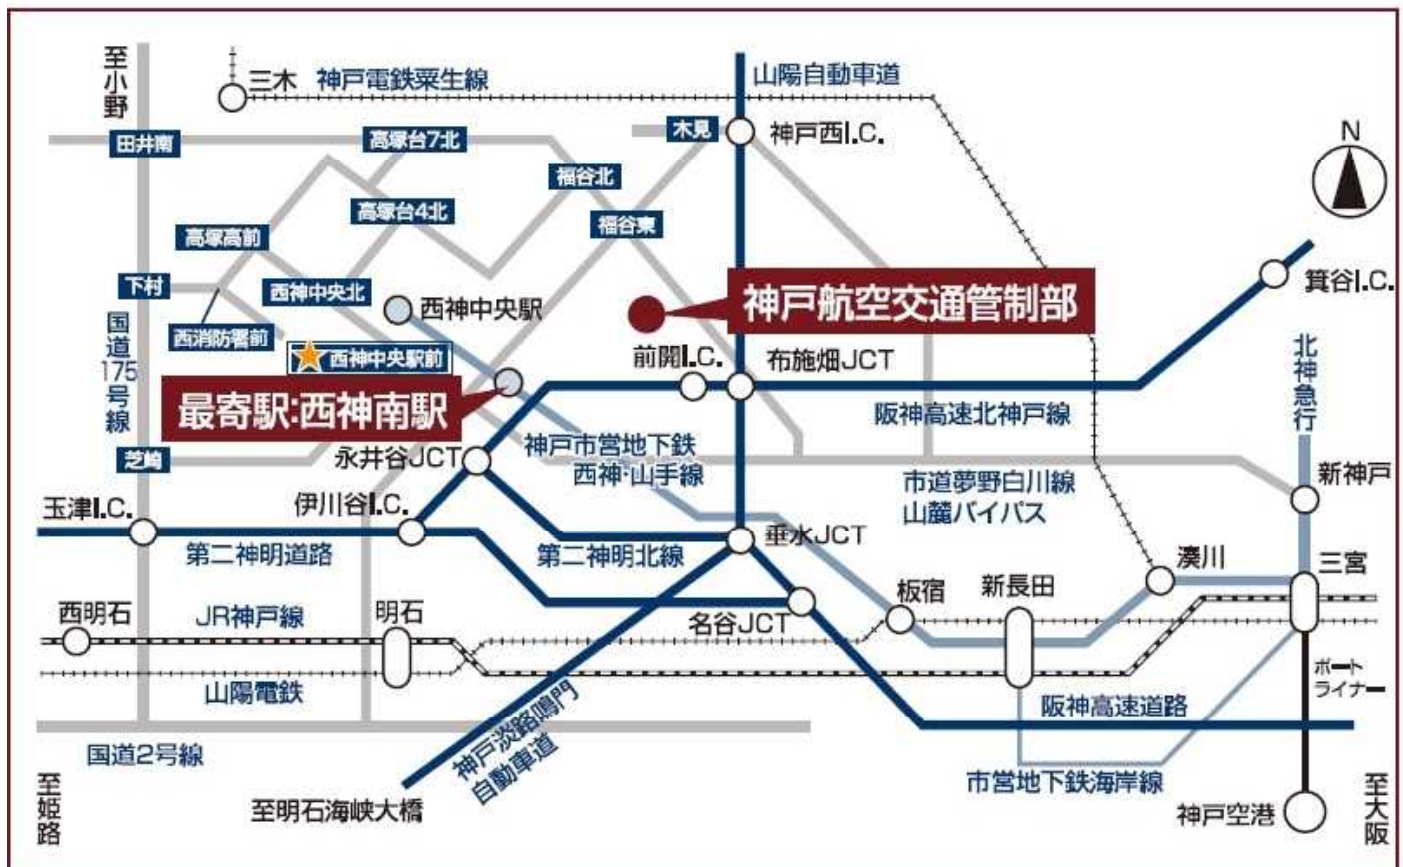 至小野
三木
神戸電鉄粟生線
山陽自動車道
田井南
高塚台7北
木見
神戸西I.C.
N
福谷北
高塚台4北
福谷東
高塚高前
下村
西神中央北
西神中央駅
神戸航空交通管制部
箕谷I.C.
国道175号線
西消防署前
西神中央駅前
前開I.C.
布施畑JCT
北神急行
最寄駅:西神南駅
阪神高速北神戸線
芝崎
永井谷JCT
神戸市営地下鉄
西神・山手線
市道夢野白川線
山麓バイパス
新神戸
玉津I.C.
伊川谷I.C.
第二神明道路
第二神明北線
垂水JCT
湊川
三宮
西明石
JR神戸線
明石
名谷JCT
板宿
新長田
山陽電鉄
ポート
ライナー
神戸淡路鳴門
自動車道
阪神高速道路
国道2号線
市営地下鉄海岸線
至姫路
至明石海峡大橋
神戸空港
至大阪